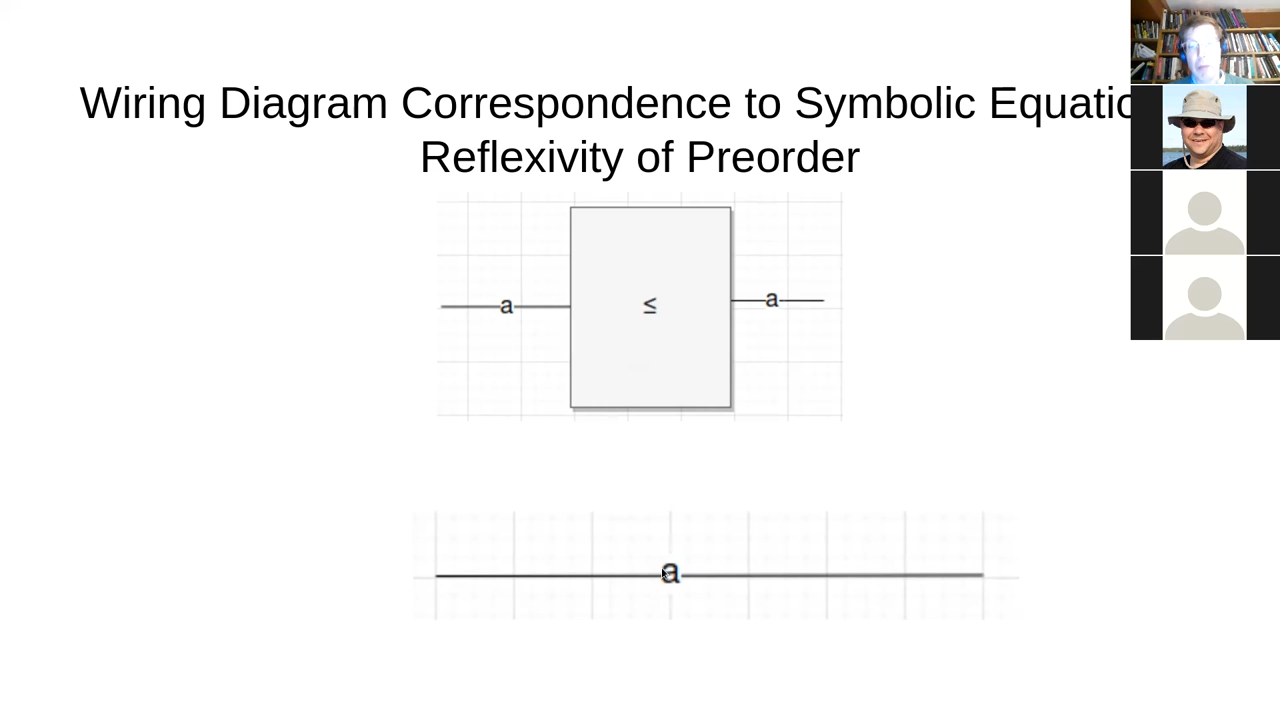 Wiring Diagram Correspondence to Symbolic Equatio
Reflexivity of Preorder
a ≤ a
a